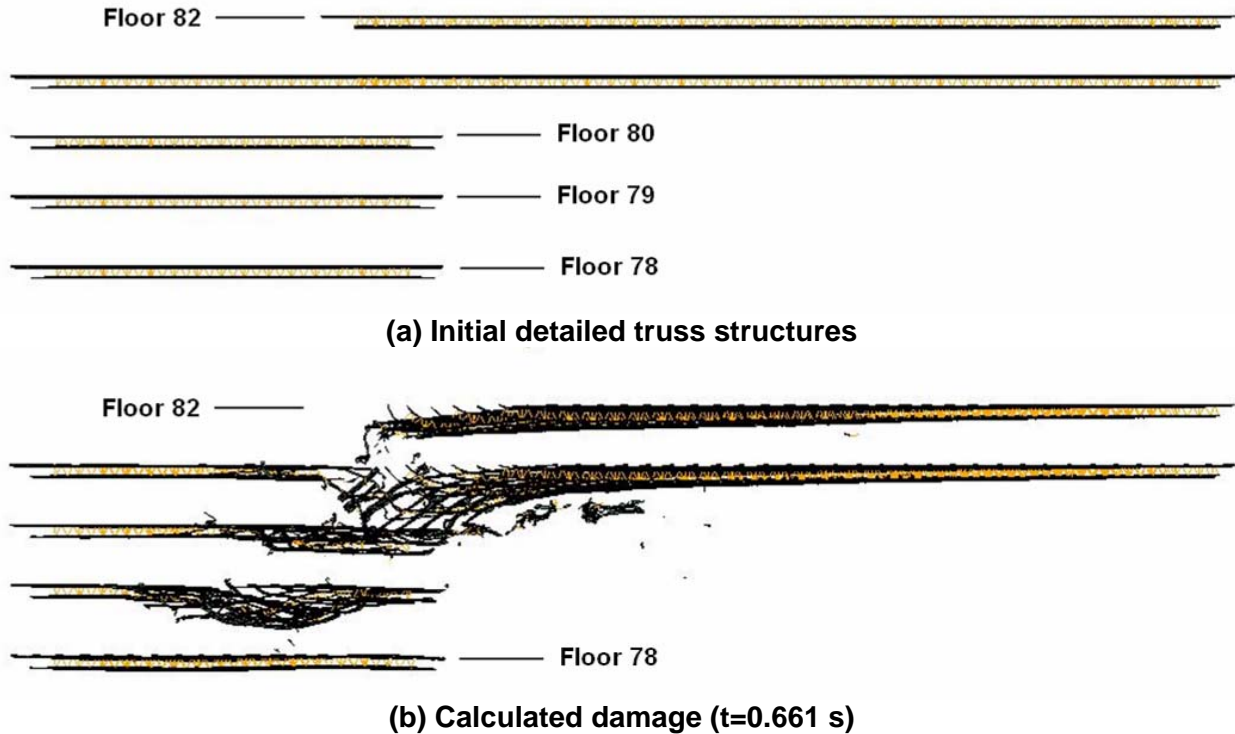 Floor 82
Floor 80
Floor 79
Floor 78
(a) Initial detailed truss structures
Floor 82
Floor 78
(b) Calculated damage (t=0.661 s)